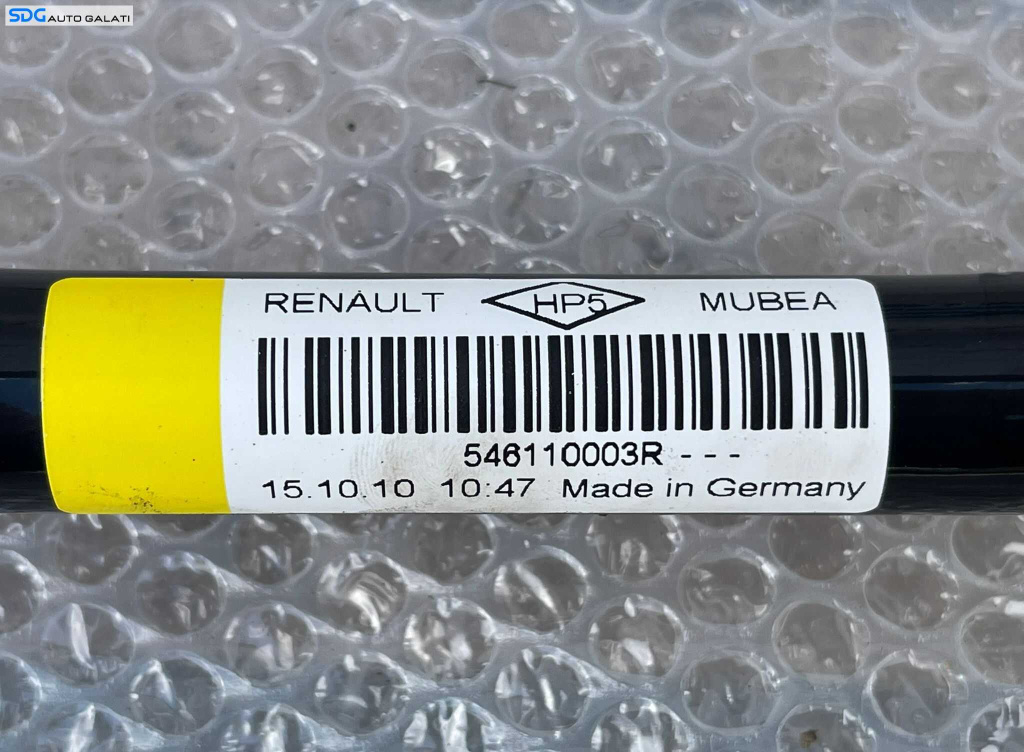 SDG AUTO GALATI
RENAULT HP5 MUBEA
546110003R - - -
15.10.10 10:47 Made in Germany